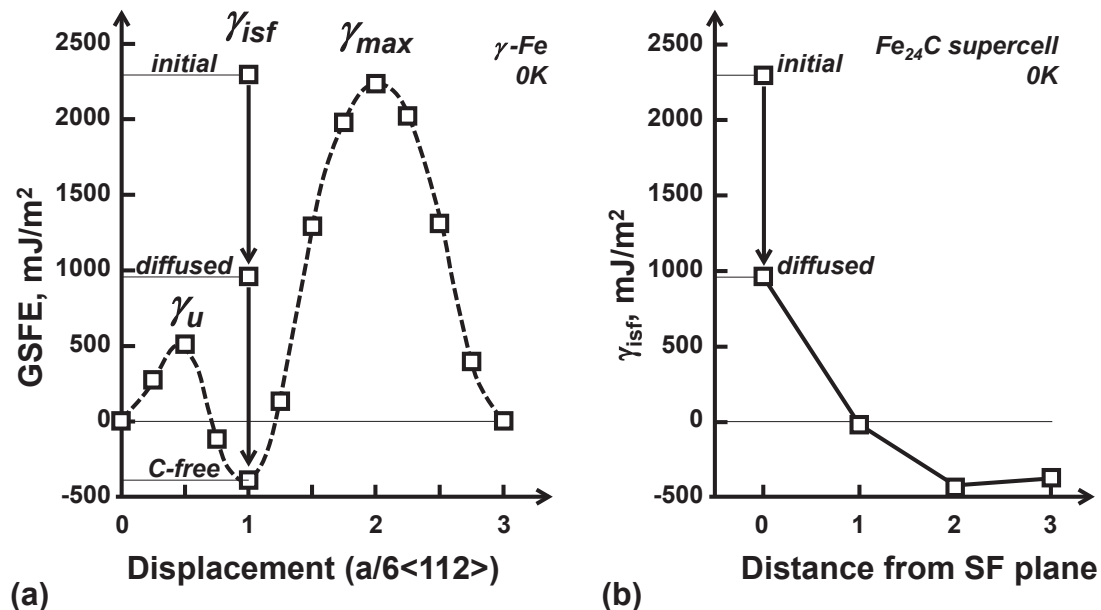 γisf
γmax
γ-Fe
0K
initial
diffused
γu
C-free
GSFE, mJ/m²
2500
2000
1500
1000
500
0
-500
0 1 2 3
Displacement (a/6<112>)
(a)
Fe₂₄C supercell
0K
initial
diffused
γisf, mJ/m²
2500
2000
1500
1000
500
0
-500
0 1 2 3
Distance from SF plane
(b)